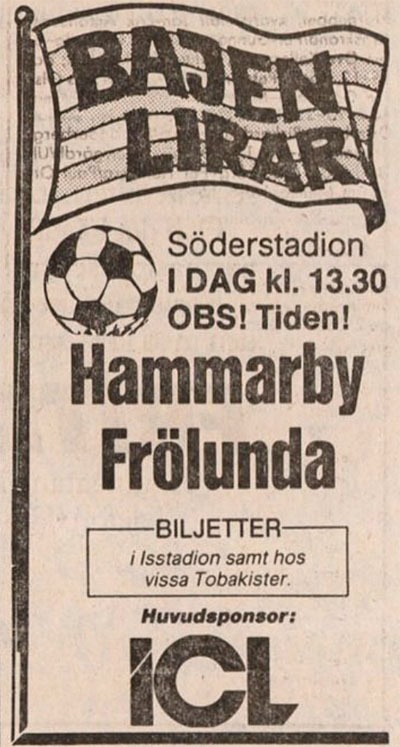 BAJEN
LIRAR
Söderstadion
I DAG kl. 13.30
OBS! Tiden!
Hammarby
Frölunda
BILJETTER
i Isstadion samt hos
vissa Tobakister.
Huvudsponsor:
ICL